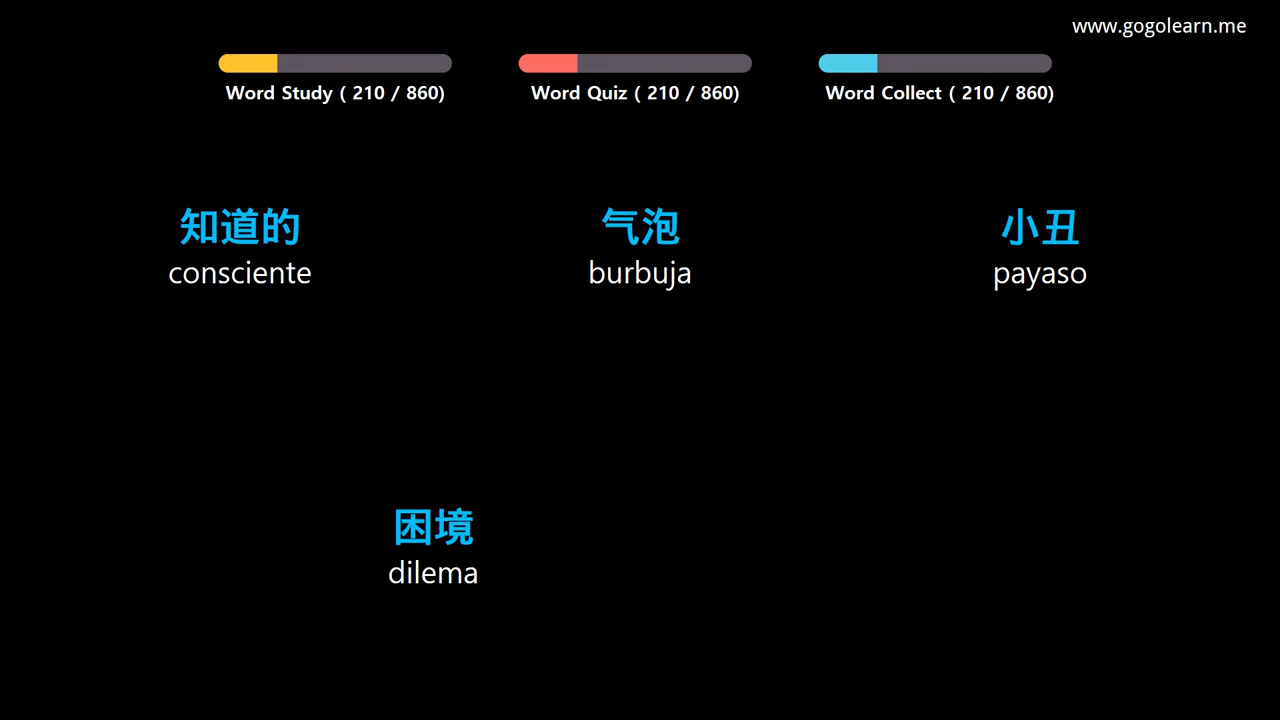 www.gogolearn.me
Word Study ( 210 / 860)
Word Quiz ( 210 / 860)
Word Collect ( 210 / 860)
知道的
consciente
气泡
burbuja
小丑
payaso
困境
dilema